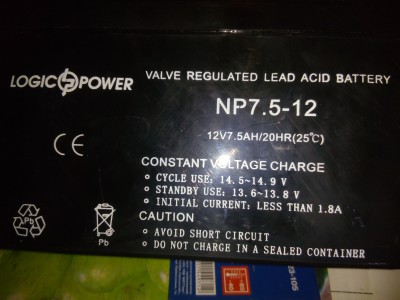 LOGIC POWER
VALVE REGULATED LEAD ACID BATTERY
NP7.5-12
12V7.5AH/20HR(25℃)
CE
CONSTANT VOLTAGE CHARGE
● CYCLE USE: 14.5~14.9 V
● STANDBY USE: 13.6~13.8 V
● INITIAL CURRENT: LESS THAN 1.8A
CAUTION
● AVOID SHORT CIRCUIT
● DO NOT CHARGE IN A SEALED CONTAINER
Pb
Pb